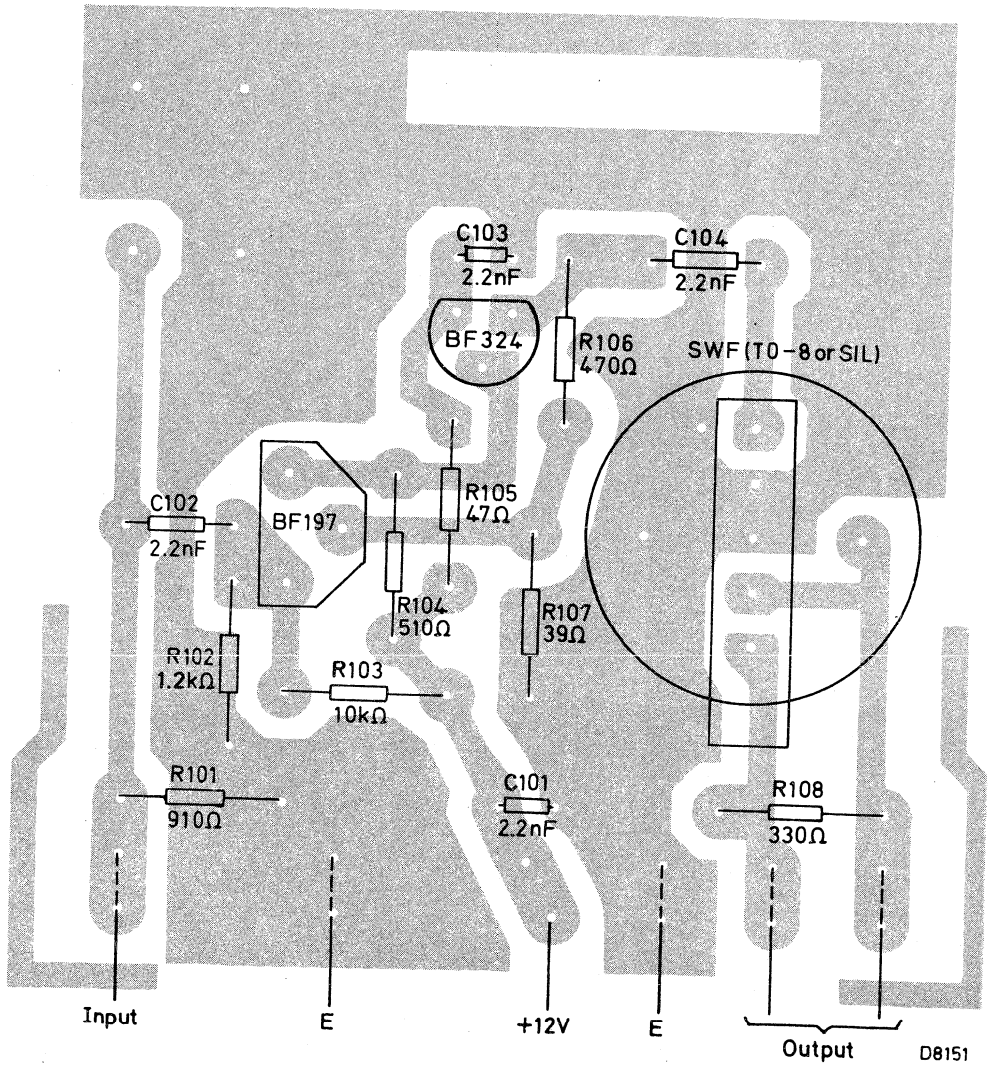 C103
2.2nF
C104
2.2nF
BF324
R106
470Ω
SWF (TO-8 or SIL)
C102
2.2nF
BF197
R105
47Ω
R104
510Ω
R107
39Ω
R102
1.2kΩ
R103
10kΩ
R101
910Ω
C101
2.2nF
R108
330Ω
Input
E
+12V
E
Output
D8151